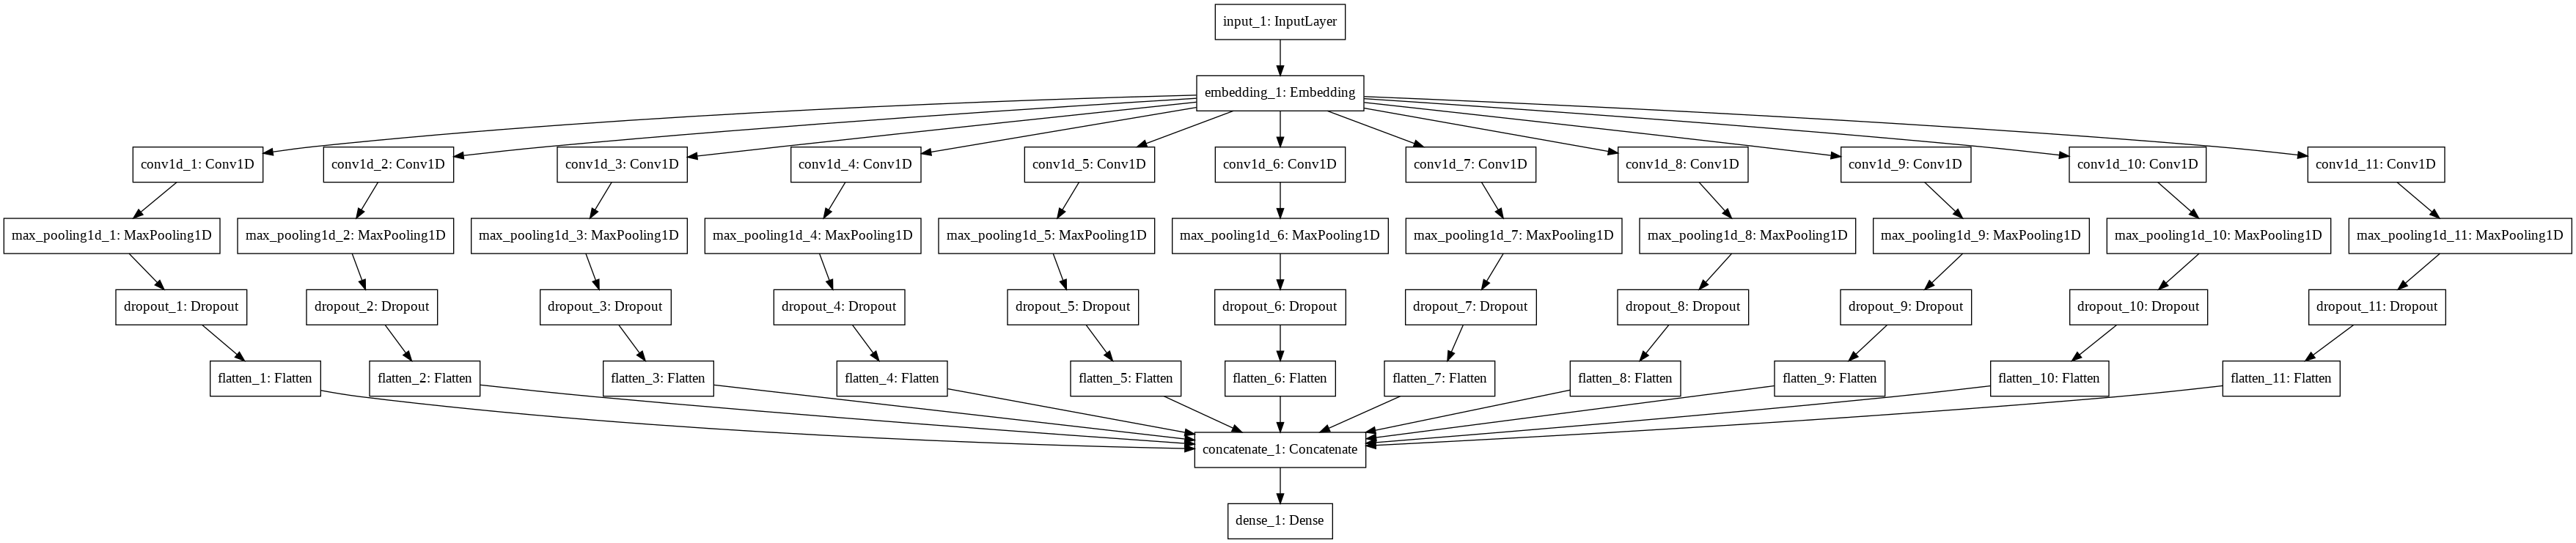 input_1: InputLayer
embedding_1: Embedding
conv1d_1: Conv1D
conv1d_2: Conv1D
conv1d_3: Conv1D
conv1d_4: Conv1D
conv1d_5: Conv1D
conv1d_6: Conv1D
conv1d_7: Conv1D
conv1d_8: Conv1D
conv1d_9: Conv1D
conv1d_10: Conv1D
conv1d_11: Conv1D
max_pooling1d_1: MaxPooling1D
max_pooling1d_2: MaxPooling1D
max_pooling1d_3: MaxPooling1D
max_pooling1d_4: MaxPooling1D
max_pooling1d_5: MaxPooling1D
max_pooling1d_6: MaxPooling1D
max_pooling1d_7: MaxPooling1D
max_pooling1d_8: MaxPooling1D
max_pooling1d_9: MaxPooling1D
max_pooling1d_10: MaxPooling1D
max_pooling1d_11: MaxPooling1D
dropout_1: Dropout
dropout_2: Dropout
dropout_3: Dropout
dropout_4: Dropout
dropout_5: Dropout
dropout_6: Dropout
dropout_7: Dropout
dropout_8: Dropout
dropout_9: Dropout
dropout_10: Dropout
dropout_11: Dropout
flatten_1: Flatten
flatten_2: Flatten
flatten_3: Flatten
flatten_4: Flatten
flatten_5: Flatten
flatten_6: Flatten
flatten_7: Flatten
flatten_8: Flatten
flatten_9: Flatten
flatten_10: Flatten
flatten_11: Flatten
concatenate_1: Concatenate
dense_1: Dense